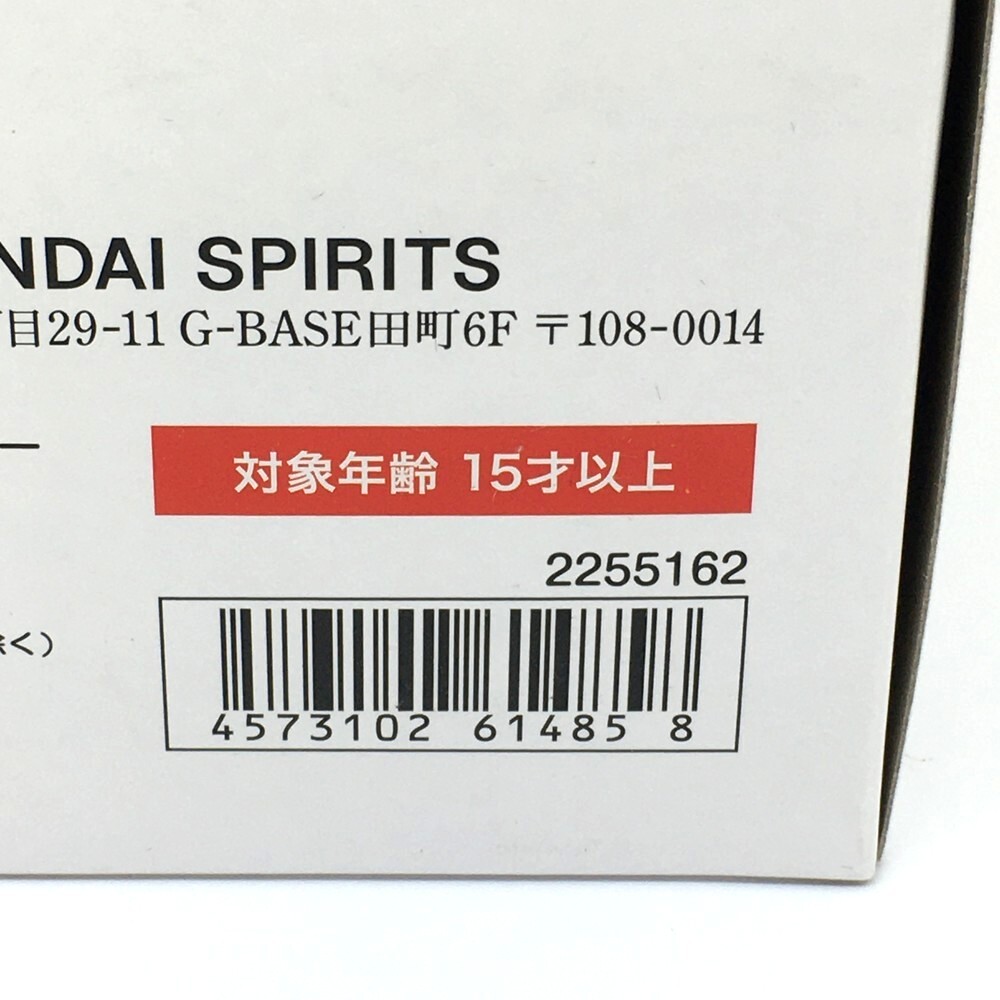 NDAI SPIRITS
目29-11 G-BASE田町6F 〒108-0014
対象年齢 15才以上
2255162
く）
4573102 61485 8